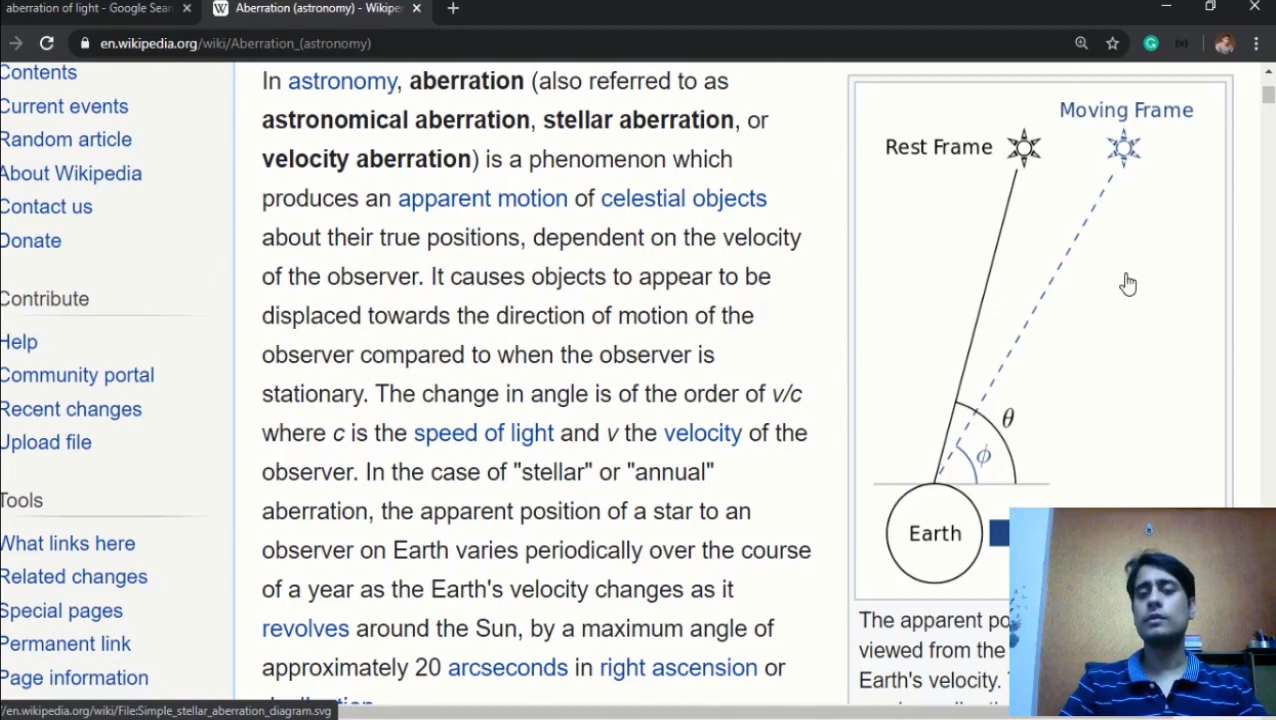 aberration of light - Google Sear
Aberration (astronomy) - Wikipe
en.wikipedia.org/wiki/Aberration_(astronomy)
Contents
Current events
Random article
About Wikipedia
Contact us
Donate
Contribute
Help
Community portal
Recent changes
Upload file
Tools
What links here
Related changes
Special pages
Permanent link
Page information
In astronomy, aberration (also referred to as
astronomical aberration, stellar aberration, or
velocity aberration) is a phenomenon which
produces an apparent motion of celestial objects
about their true positions, dependent on the velocity
of the observer. It causes objects to appear to be
displaced towards the direction of motion of the
observer compared to when the observer is
stationary. The change in angle is of the order of v/c
where c is the speed of light and v the velocity of the
observer. In the case of "stellar" or "annual"
aberration, the apparent position of a star to an
observer on Earth varies periodically over the course
of a year as the Earth's velocity changes as it
revolves around the Sun, by a maximum angle of
approximately 20 arcseconds in right ascension or
Moving Frame
Rest Frame
θ
ϕ
Earth
The apparent po
viewed from the
Earth's velocity.
/en.wikipedia.org/wiki/File:Simple_stellar_aberration_diagram.svg